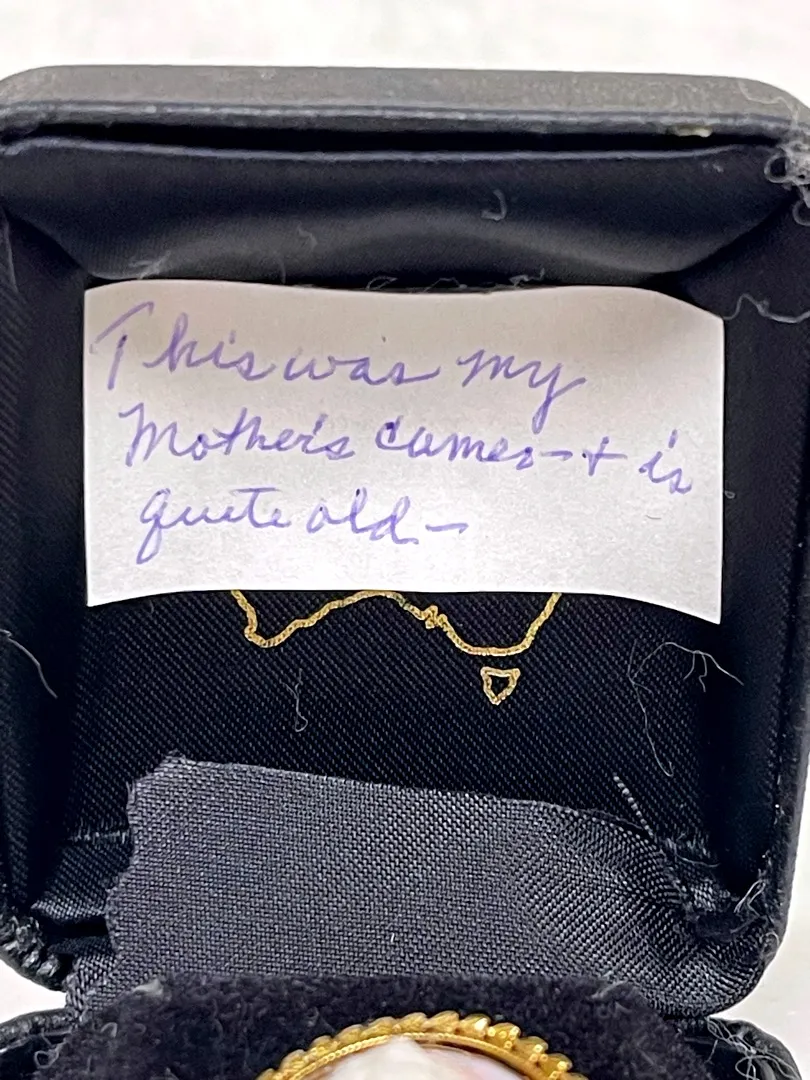 This was my
Mother's cameo - + is
quite old -